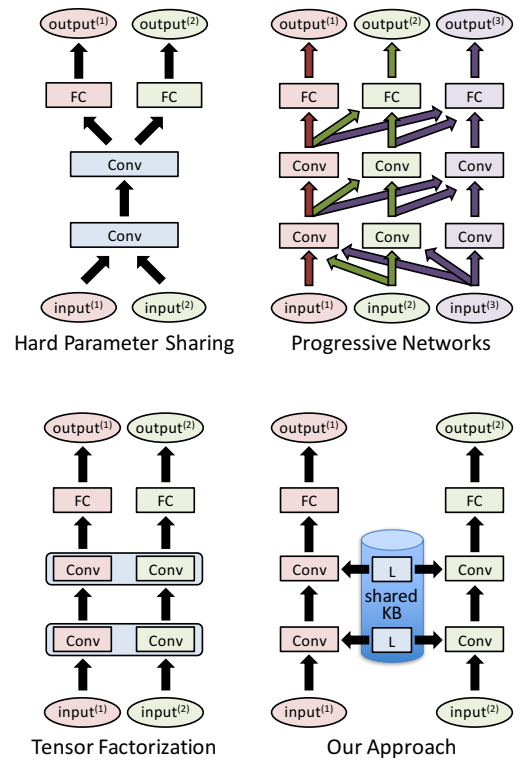 output(1) output(2)
FC FC
Conv
Conv
input(1) input(2)
Hard Parameter Sharing
output(1) output(2) output(3)
FC FC FC
Conv Conv Conv
Conv Conv Conv
input(1) input(2) input(3)
Progressive Networks
output(1) output(2)
FC FC
Conv Conv
Conv Conv
input(1) input(2)
Tensor Factorization
output(1) output(2)
FC FC
Conv L Conv
shared
KB
Conv L Conv
input(1) input(2)
Our Approach